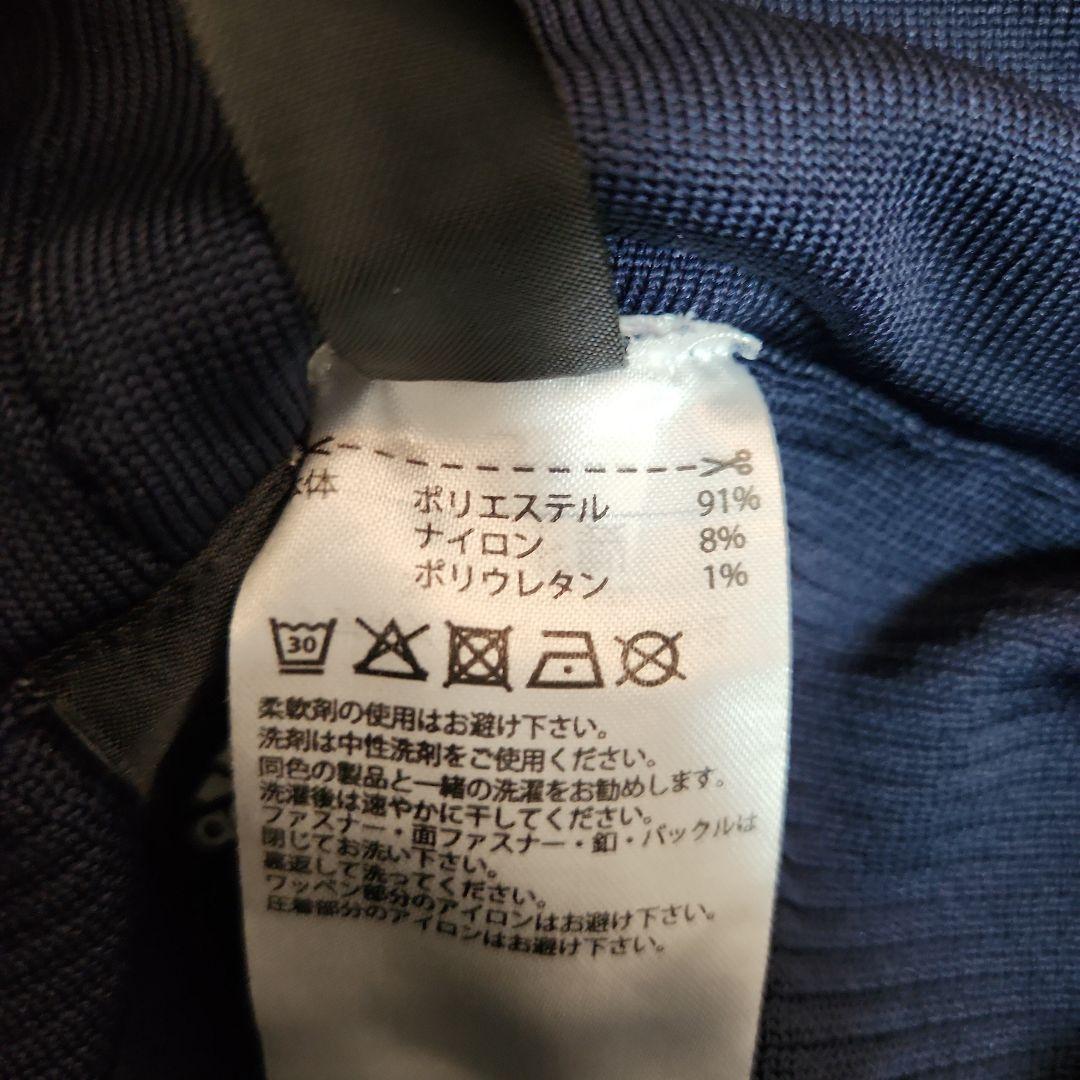 体 ポリエステル 91%
ナイロン 8%
ポリウレタン 1%
30
柔軟剤の使用はお避け下さい。
洗剤は中性洗剤をご使用ください。
同色の製品と一緒の洗濯をお勧めします。
洗濯後は速やかに干してください。
ファスナー・面ファスナー・釦・バックルは
閉じてお洗い下さい。
裏返して洗ってください。
ワッペン部分のアイロンはお避け下さい。
圧着部分のアイロンはお避け下さい。